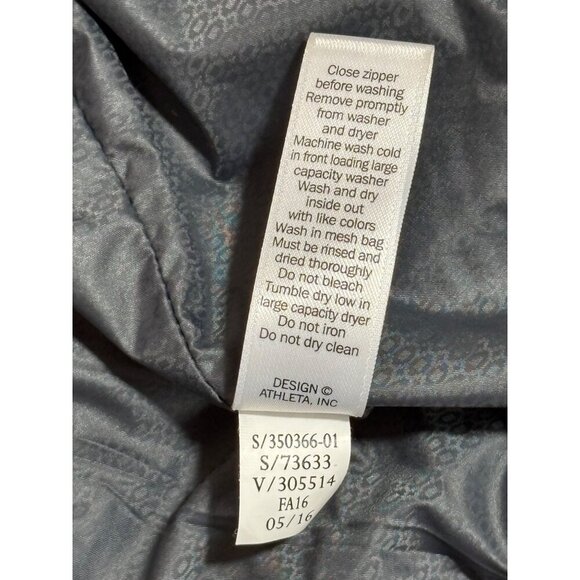 Close zipper
before washing
Remove promptly
from washer
and dryer
Machine wash cold
in front loading large
capacity washer
Wash and dry
inside out
with like colors
Wash in mesh bag
Must be rinsed and
dried thoroughly
Do not bleach
Tumble dry low in
large capacity dryer
Do not iron
Do not dry clean
DESIGN ©
ATHLETA, INC
S/350366-01
S/73633
V/305514
FA16
05/16